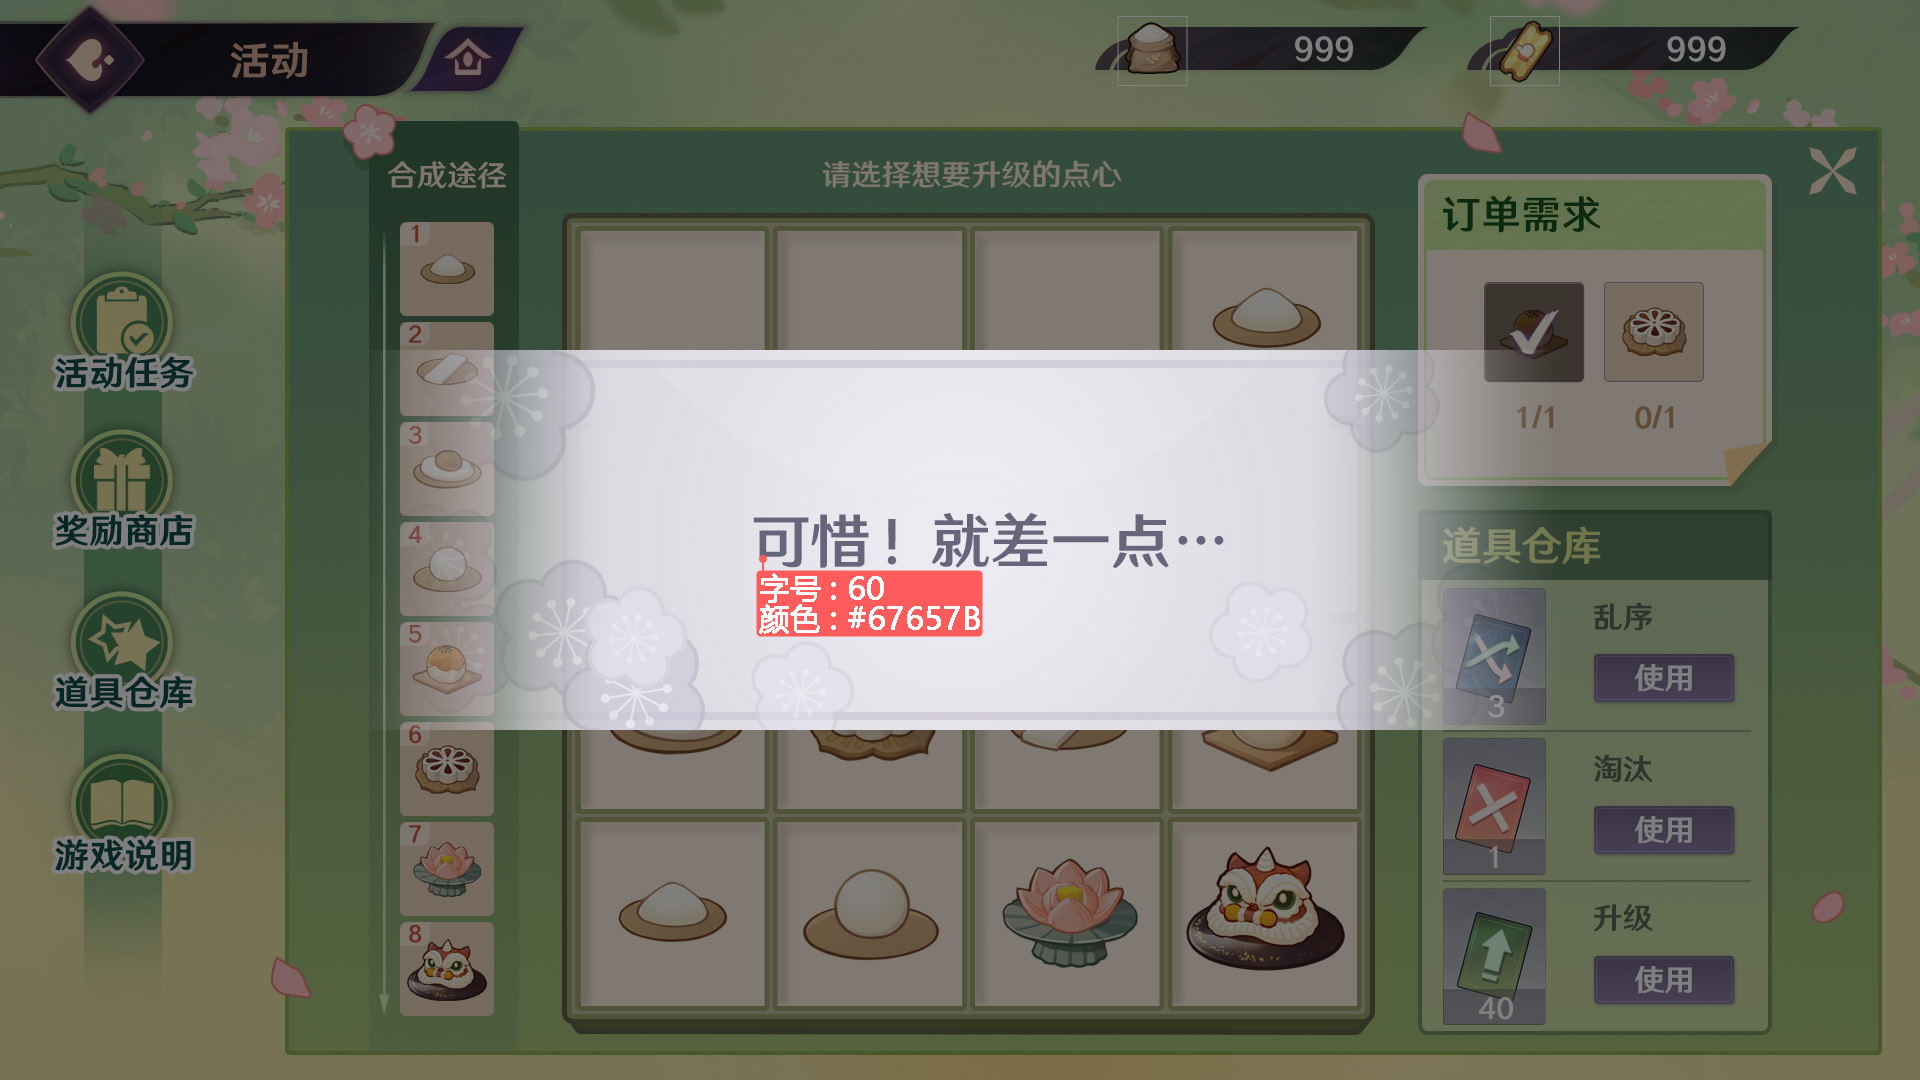 活动
999
999
合成途径
请选择想要升级的点心
订单需求
1
2
3
4
5
6
7
8
1/1
0/1
活动任务
奖励商店
道具仓库
游戏说明
可惜！就差一点…
字号：60
颜色：#67657B
道具仓库
乱序
使用
3
淘汰
使用
1
升级
使用
40